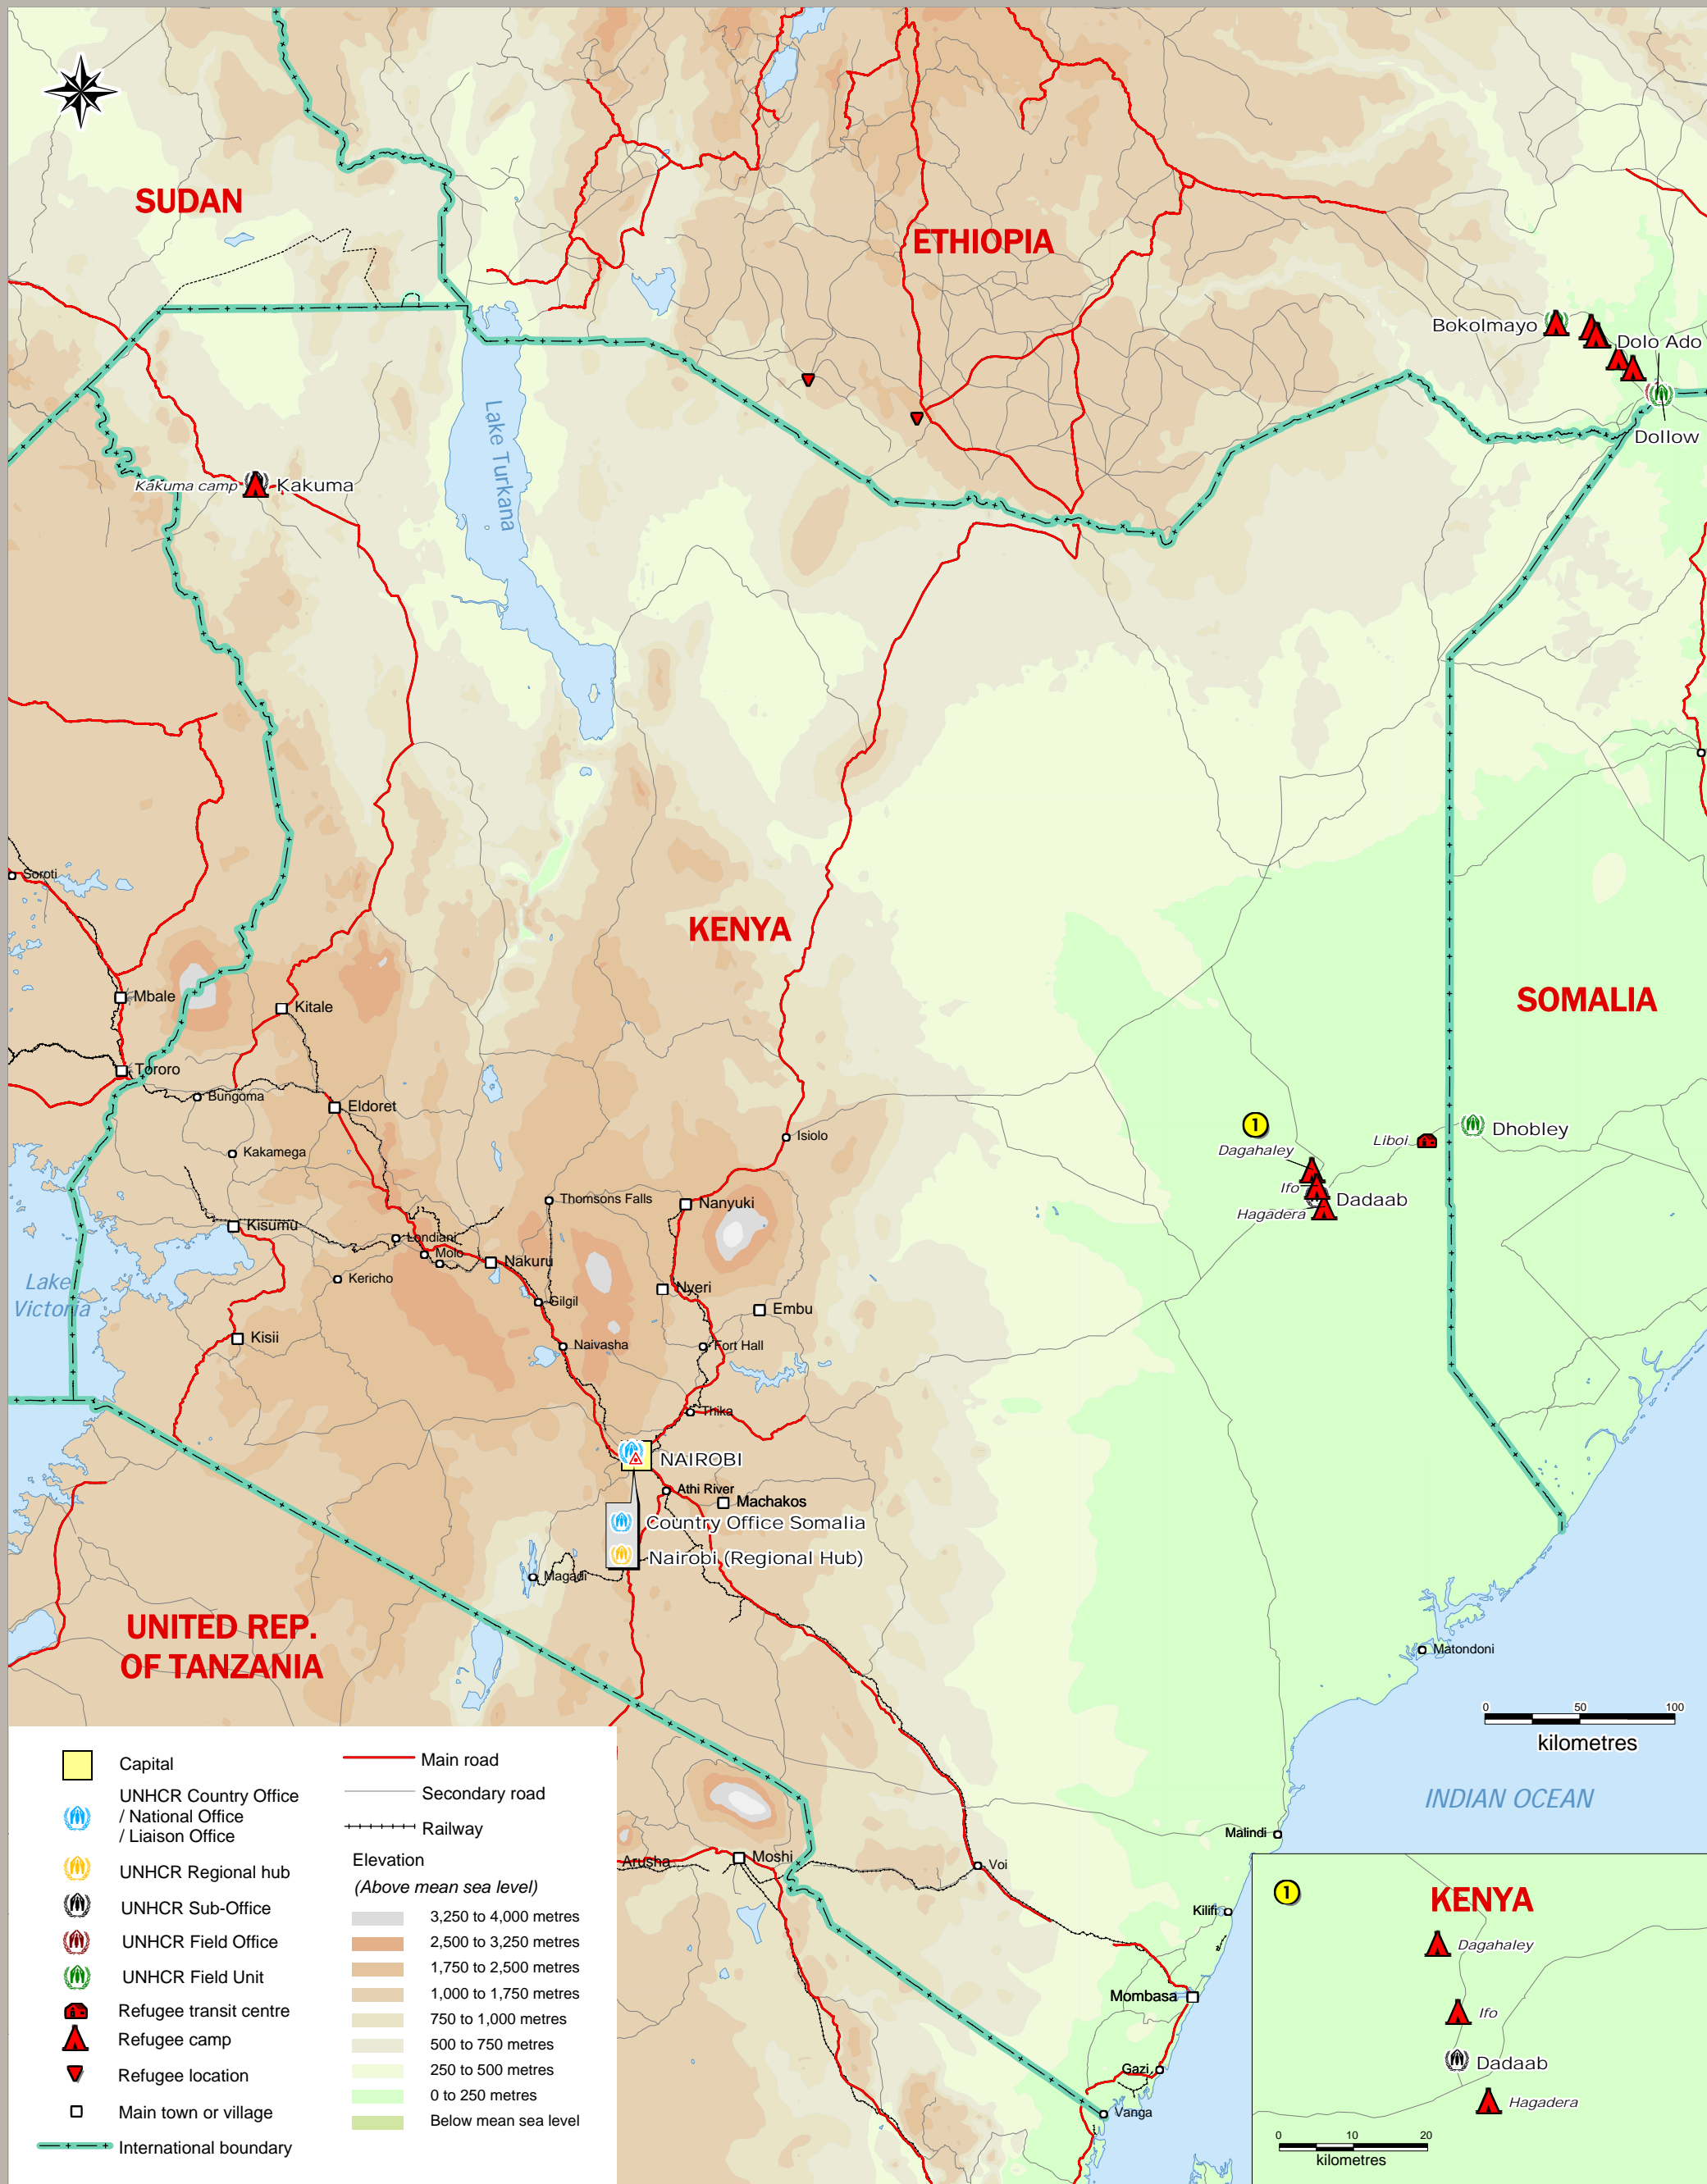 SUDAN
ETHIOPIA
Bokolmayo
Dolo Ado
Dollow
Lake Turkana
Kakuma camp
Kakuma
Soroti
KENYA
Mbale
Kitale
SOMALIA
Tororo
Bungoma
Eldoret
Kakamega
Isiolo
1
Dagahaley
Liboi
Dhobley
Ifo
Dadaab
Hagadera
Thomsons Falls
Nanyuki
Kisumu
Londiani
Molo
Nakuru
Kericho
Lake
Victoria
Gilgil
Nyeri
Embu
Kisii
Naivasha
Fort Hall
Thika
NAIROBI
Athi River
Machakos
Country Office Somalia
Nairobi (Regional Hub)
Magadi
UNITED REP.
OF TANZANIA
Matondoni
0 50 100
kilometres
INDIAN OCEAN
Malindi
Arusha
Moshi
Voi
Kilifi
Mombasa
Gazi
Vanga
Capital
UNHCR Country Office
/ National Office
/ Liaison Office
UNHCR Regional hub
UNHCR Sub-Office
UNHCR Field Office
UNHCR Field Unit
Refugee transit centre
Refugee camp
Refugee location
Main town or village
International boundary
Main road
Secondary road
Railway
Elevation
(Above mean sea level)
3,250 to 4,000 metres
2,500 to 3,250 metres
1,750 to 2,500 metres
1,000 to 1,750 metres
750 to 1,000 metres
500 to 750 metres
250 to 500 metres
0 to 250 metres
Below mean sea level
1
KENYA
Dagahaley
Ifo
Dadaab
Hagadera
0 10 20
kilometres